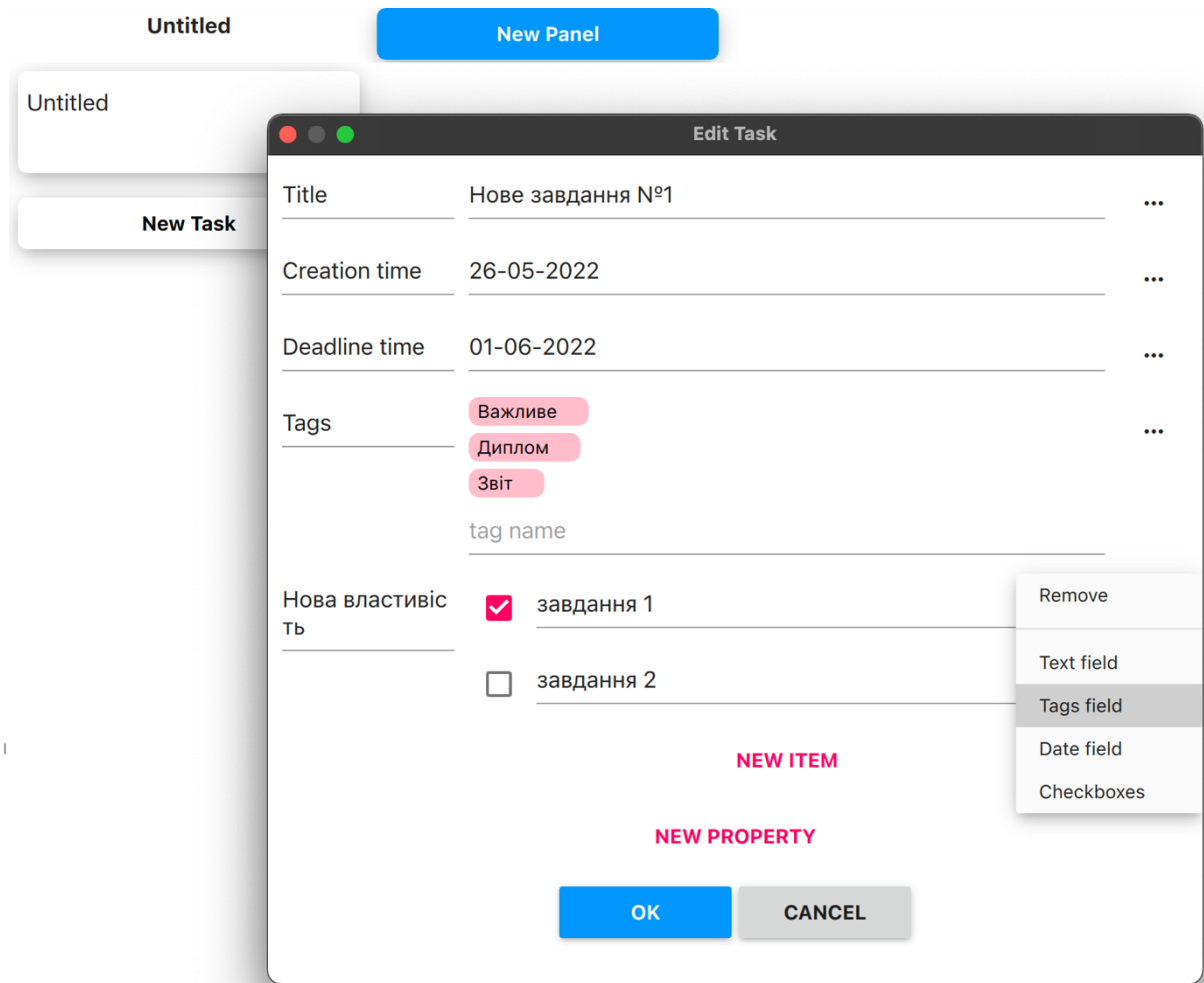 Untitled
New Panel
Untitled
New Task
Edit Task
Title
Нове завдання №1
...
Creation time
26-05-2022
...
Deadline time
01-06-2022
...
Tags
Важливе
Диплом
Звіт
...
tag name
Нова властивіс
ть
завдання 1
завдання 2
Remove
Text field
Tags field
Date field
Checkboxes
NEW ITEM
NEW PROPERTY
OK
CANCEL